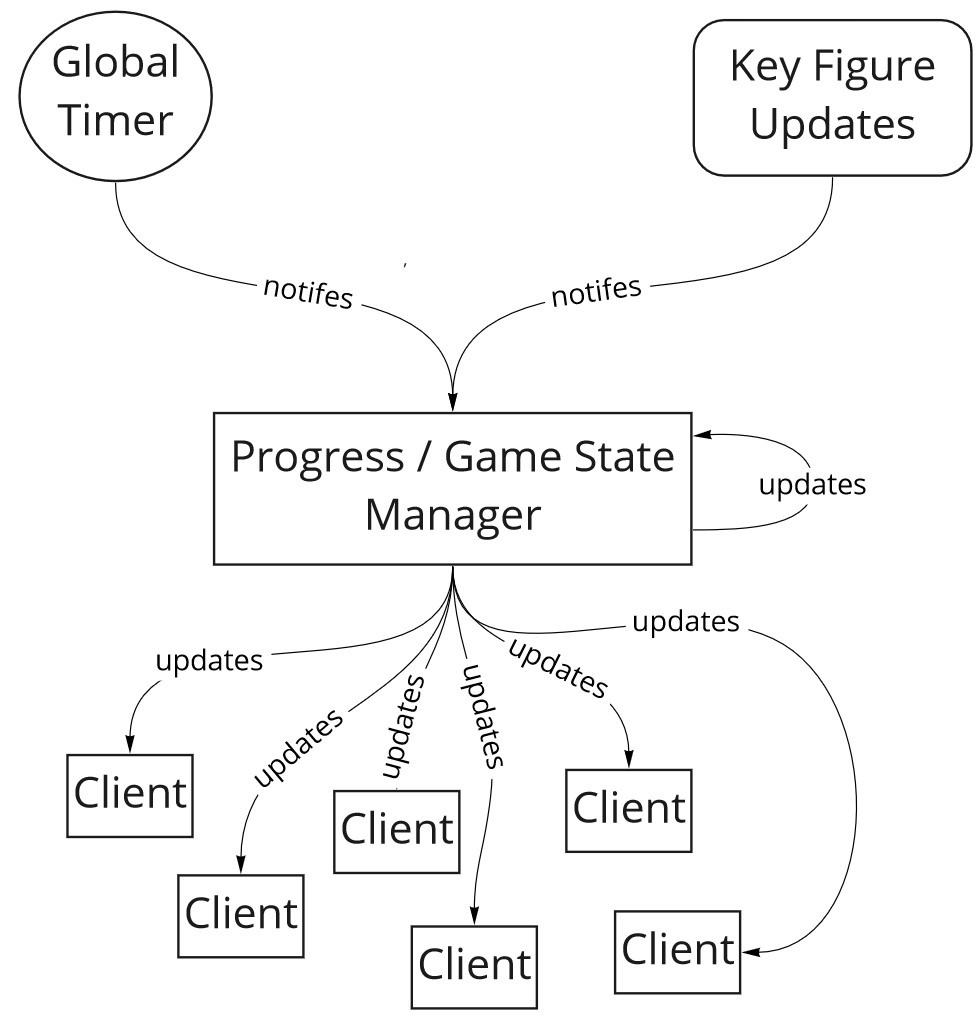 Global
Timer
Key Figure
Updates
notifes
notifes
Progress / Game State
Manager
updates
updates
updates
updates
updates
updates
updates
Client
Client
Client
Client
Client
Client